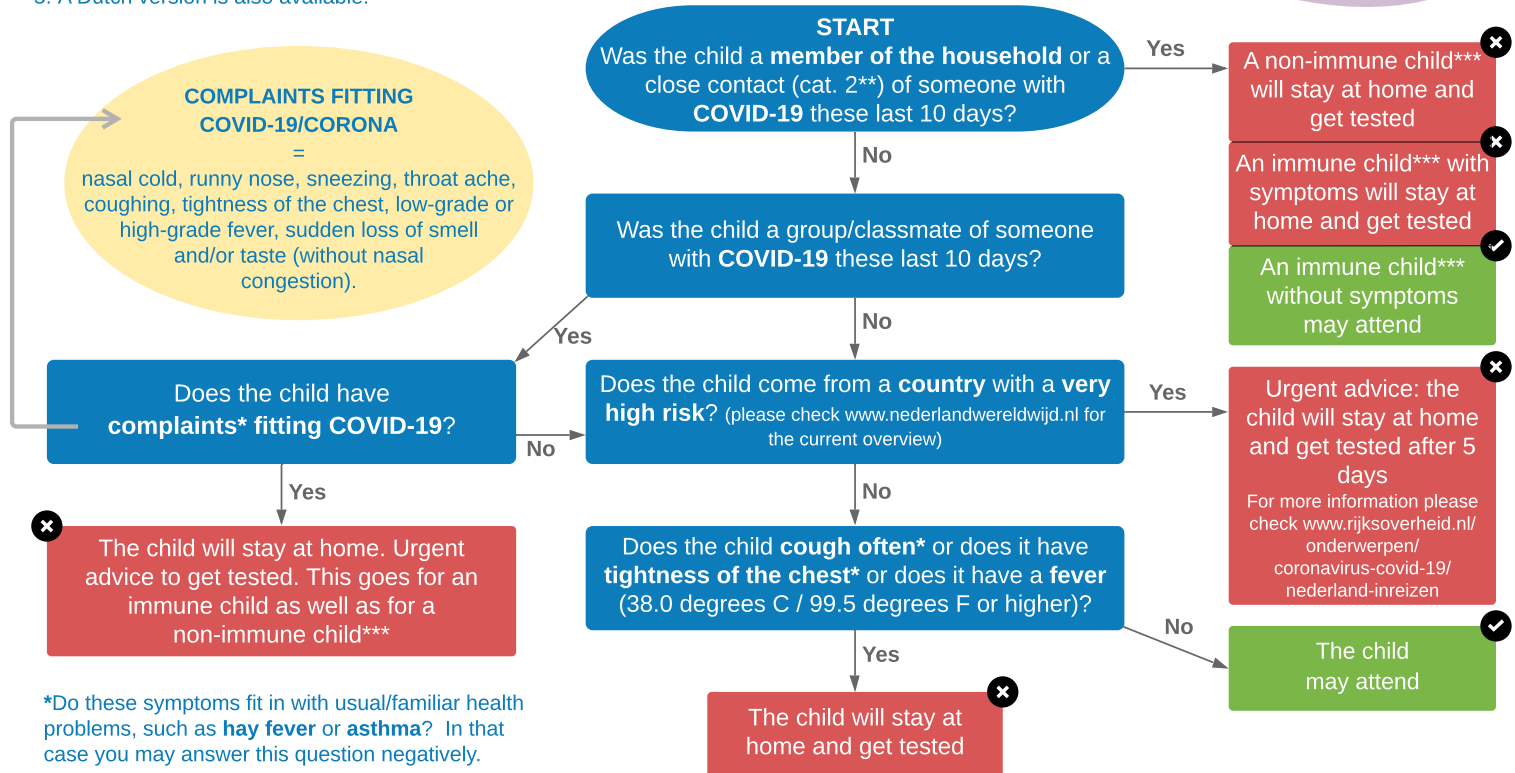 3. A Dutch version is also available.
START
Was the child a member of the household or a
close contact (cat. 2**) of someone with
COVID-19 these last 10 days?
Yes
A non-immune child***
will stay at home and
get tested
An immune child*** with
symptoms will stay at
home and get tested
An immune child***
without symptoms
may attend
COMPLAINTS FITTING
COVID-19/CORONA
=
nasal cold, runny nose, sneezing, throat ache,
coughing, tightness of the chest, low-grade or
high-grade fever, sudden loss of smell
and/or taste (without nasal
congestion).
No
Was the child a group/classmate of someone
with COVID-19 these last 10 days?
Yes
No
Does the child have
complaints* fitting COVID-19?
No
Does the child come from a country with a very
high risk? (please check www.nederlandwereldwijd.nl for
the current overview)
Yes
Urgent advice: the
child will stay at home
and get tested after 5
days
For more information please
check www.rijksoverheid.nl/
onderwerpen/
coronavirus-covid-19/
nederland-inreizen
Yes
The child will stay at home. Urgent
advice to get tested. This goes for an
immune child as well as for a
non-immune child***
No
Does the child cough often* or does it have
tightness of the chest* or does it have a fever
(38.0 degrees C / 99.5 degrees F or higher)?
No
The child
may attend
Yes
The child will stay at
home and get tested
*Do these symptoms fit in with usual/familiar health
problems, such as hay fever or asthma? In that
case you may answer this question negatively.